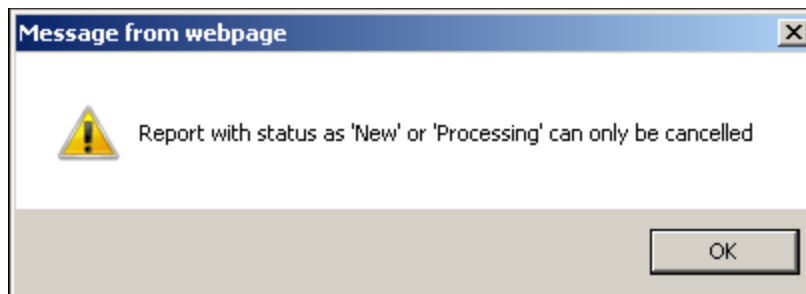 Message from webpage
Report with status as 'New' or 'Processing' can only be cancelled
OK